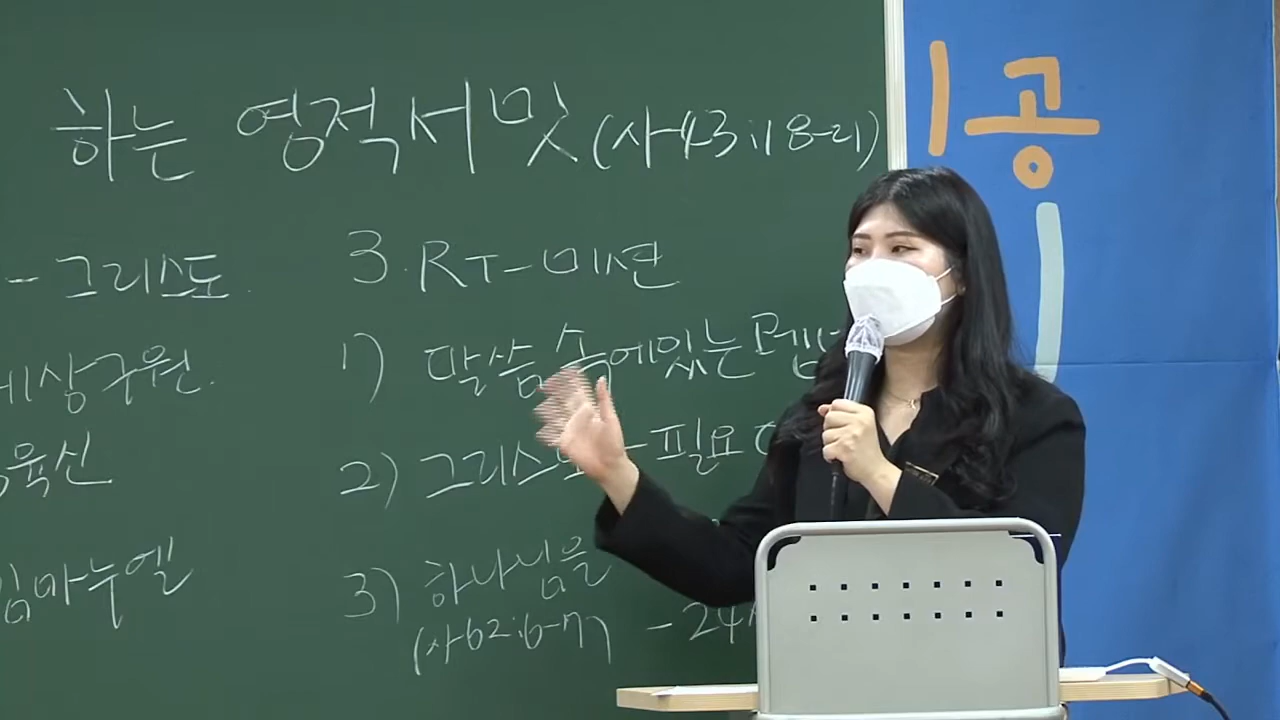 하는 영적서밋 (사43:18-21)
- 그리스도.
세상구원.
육신
임마누엘
3. RT-미션
1) 말씀 속에있는
2) 그리스도 - 필요
3) 하나님을
(사62:6-7) - 24
공